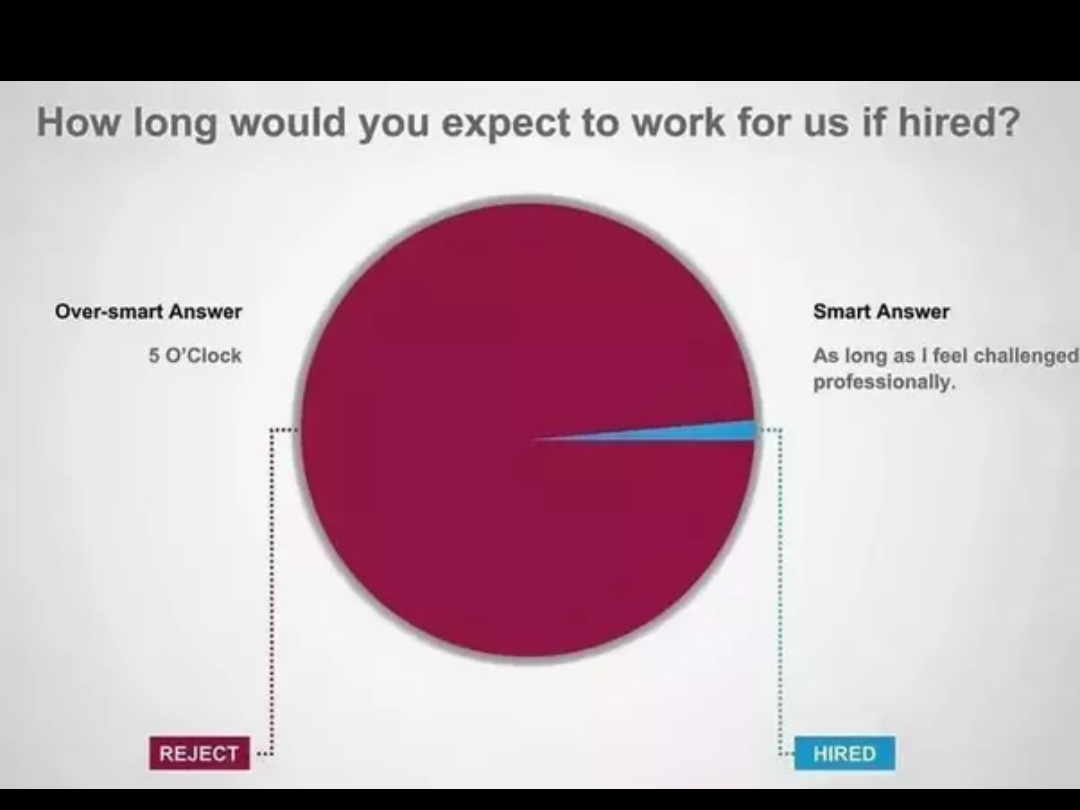 How long would you expect to work for us if hired?
Over-smart Answer
5 O'Clock
Smart Answer
As long as I feel challenged
professionally.
REJECT
HIRED